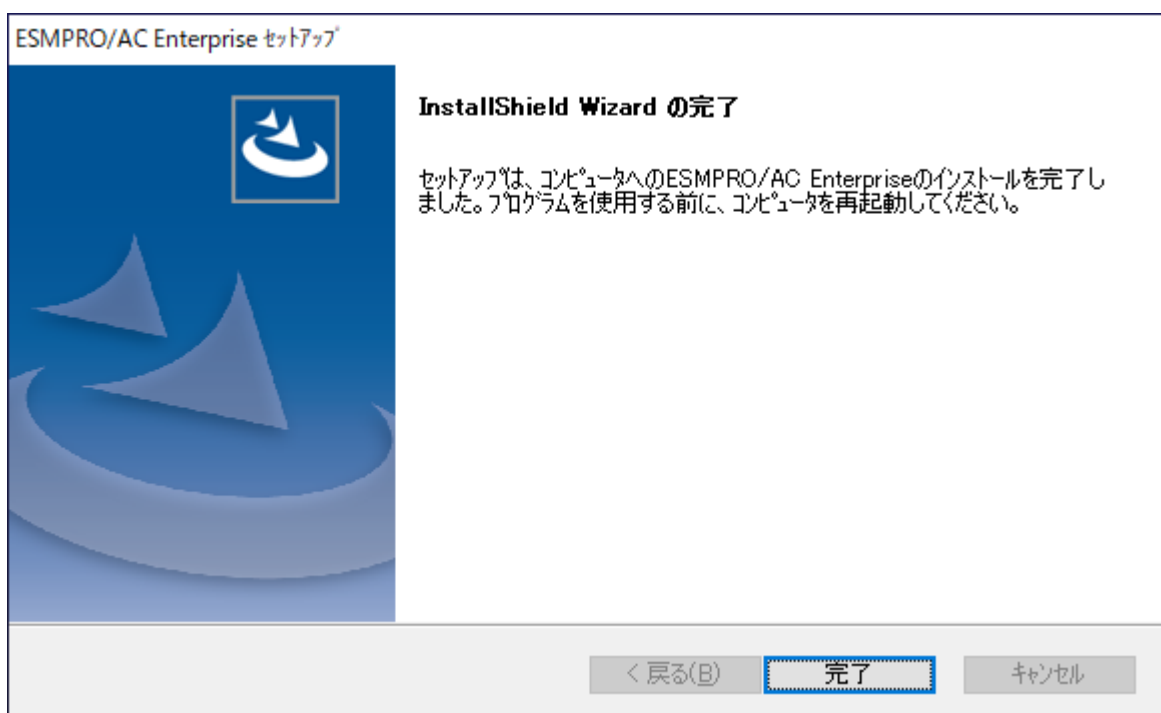 ESMPRO/AC Enterprise ｾｯﾄｱｯﾌﾟ
InstallShield Wizard の完了
ｾｯﾄｱｯﾌﾟは、ｺﾝﾋﾟｭｰﾀへのESMPRO/AC Enterpriseのｲﾝｽﾄｰﾙを完了し
ました。ﾌﾟﾛｸﾞﾗﾑを使用する前に、ｺﾝﾋﾟｭｰﾀを再起動してください。
< 戻る(B)
完了
ｷｬﾝｾﾙ